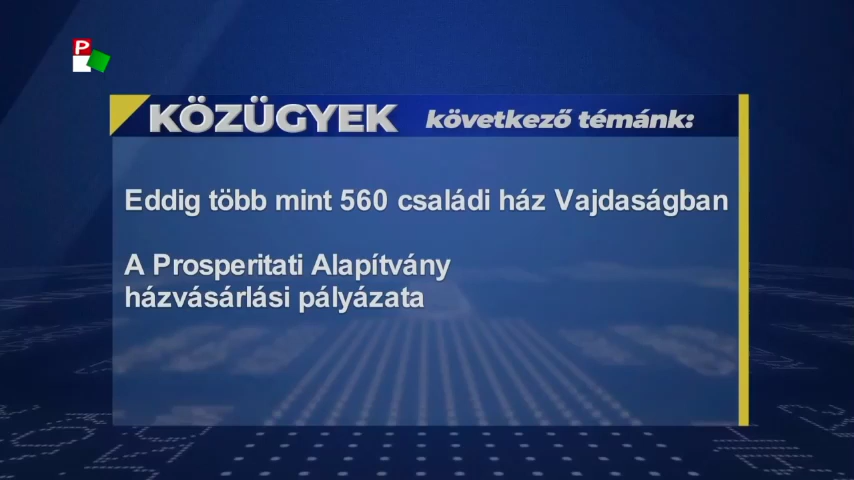 P
KÖZÜGYEK következő témánk:
Eddig több mint 560 családi ház Vajdaságban
A Prosperitati Alapítvány
házvásárlási pályázata